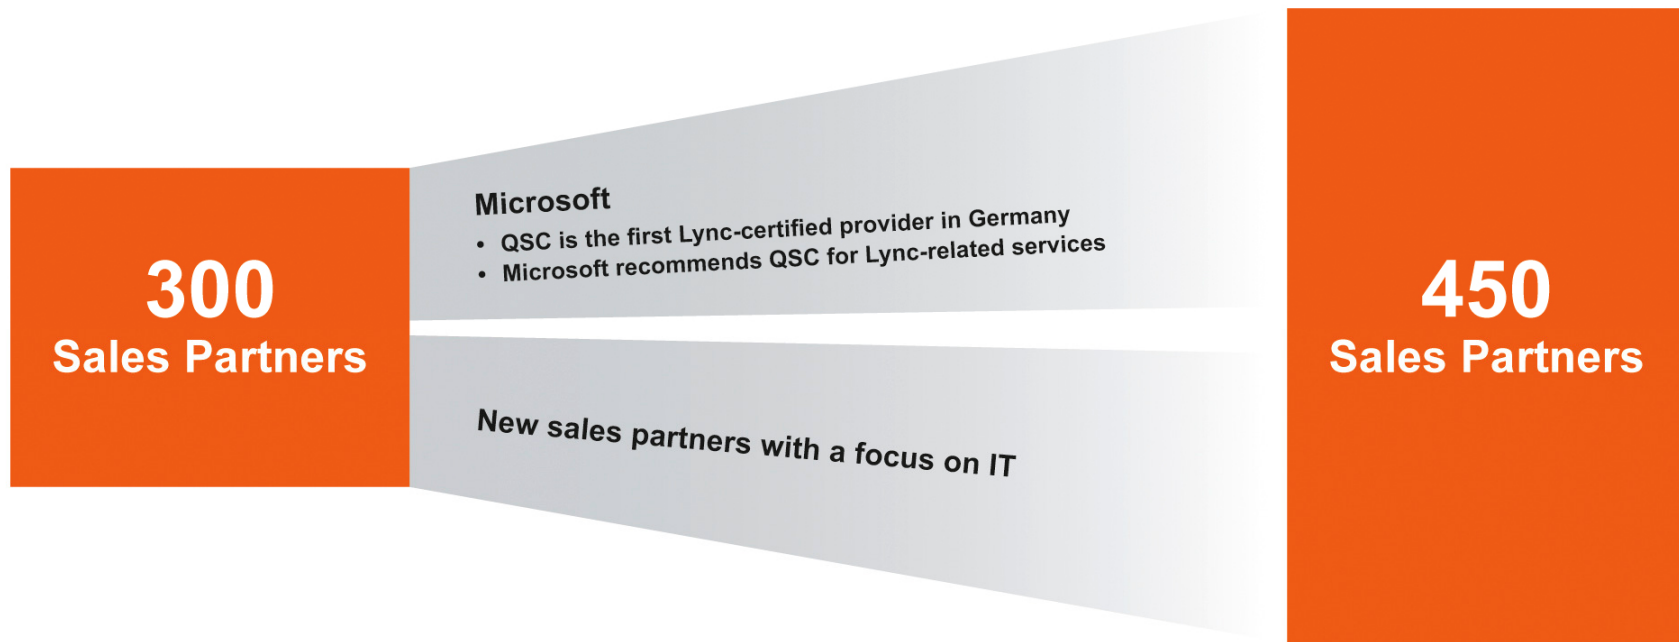 300
Sales Partners
Microsoft
• QSC is the first Lync-certified provider in Germany
• Microsoft recommends QSC for Lync-related services
New sales partners with a focus on IT
450
Sales Partners